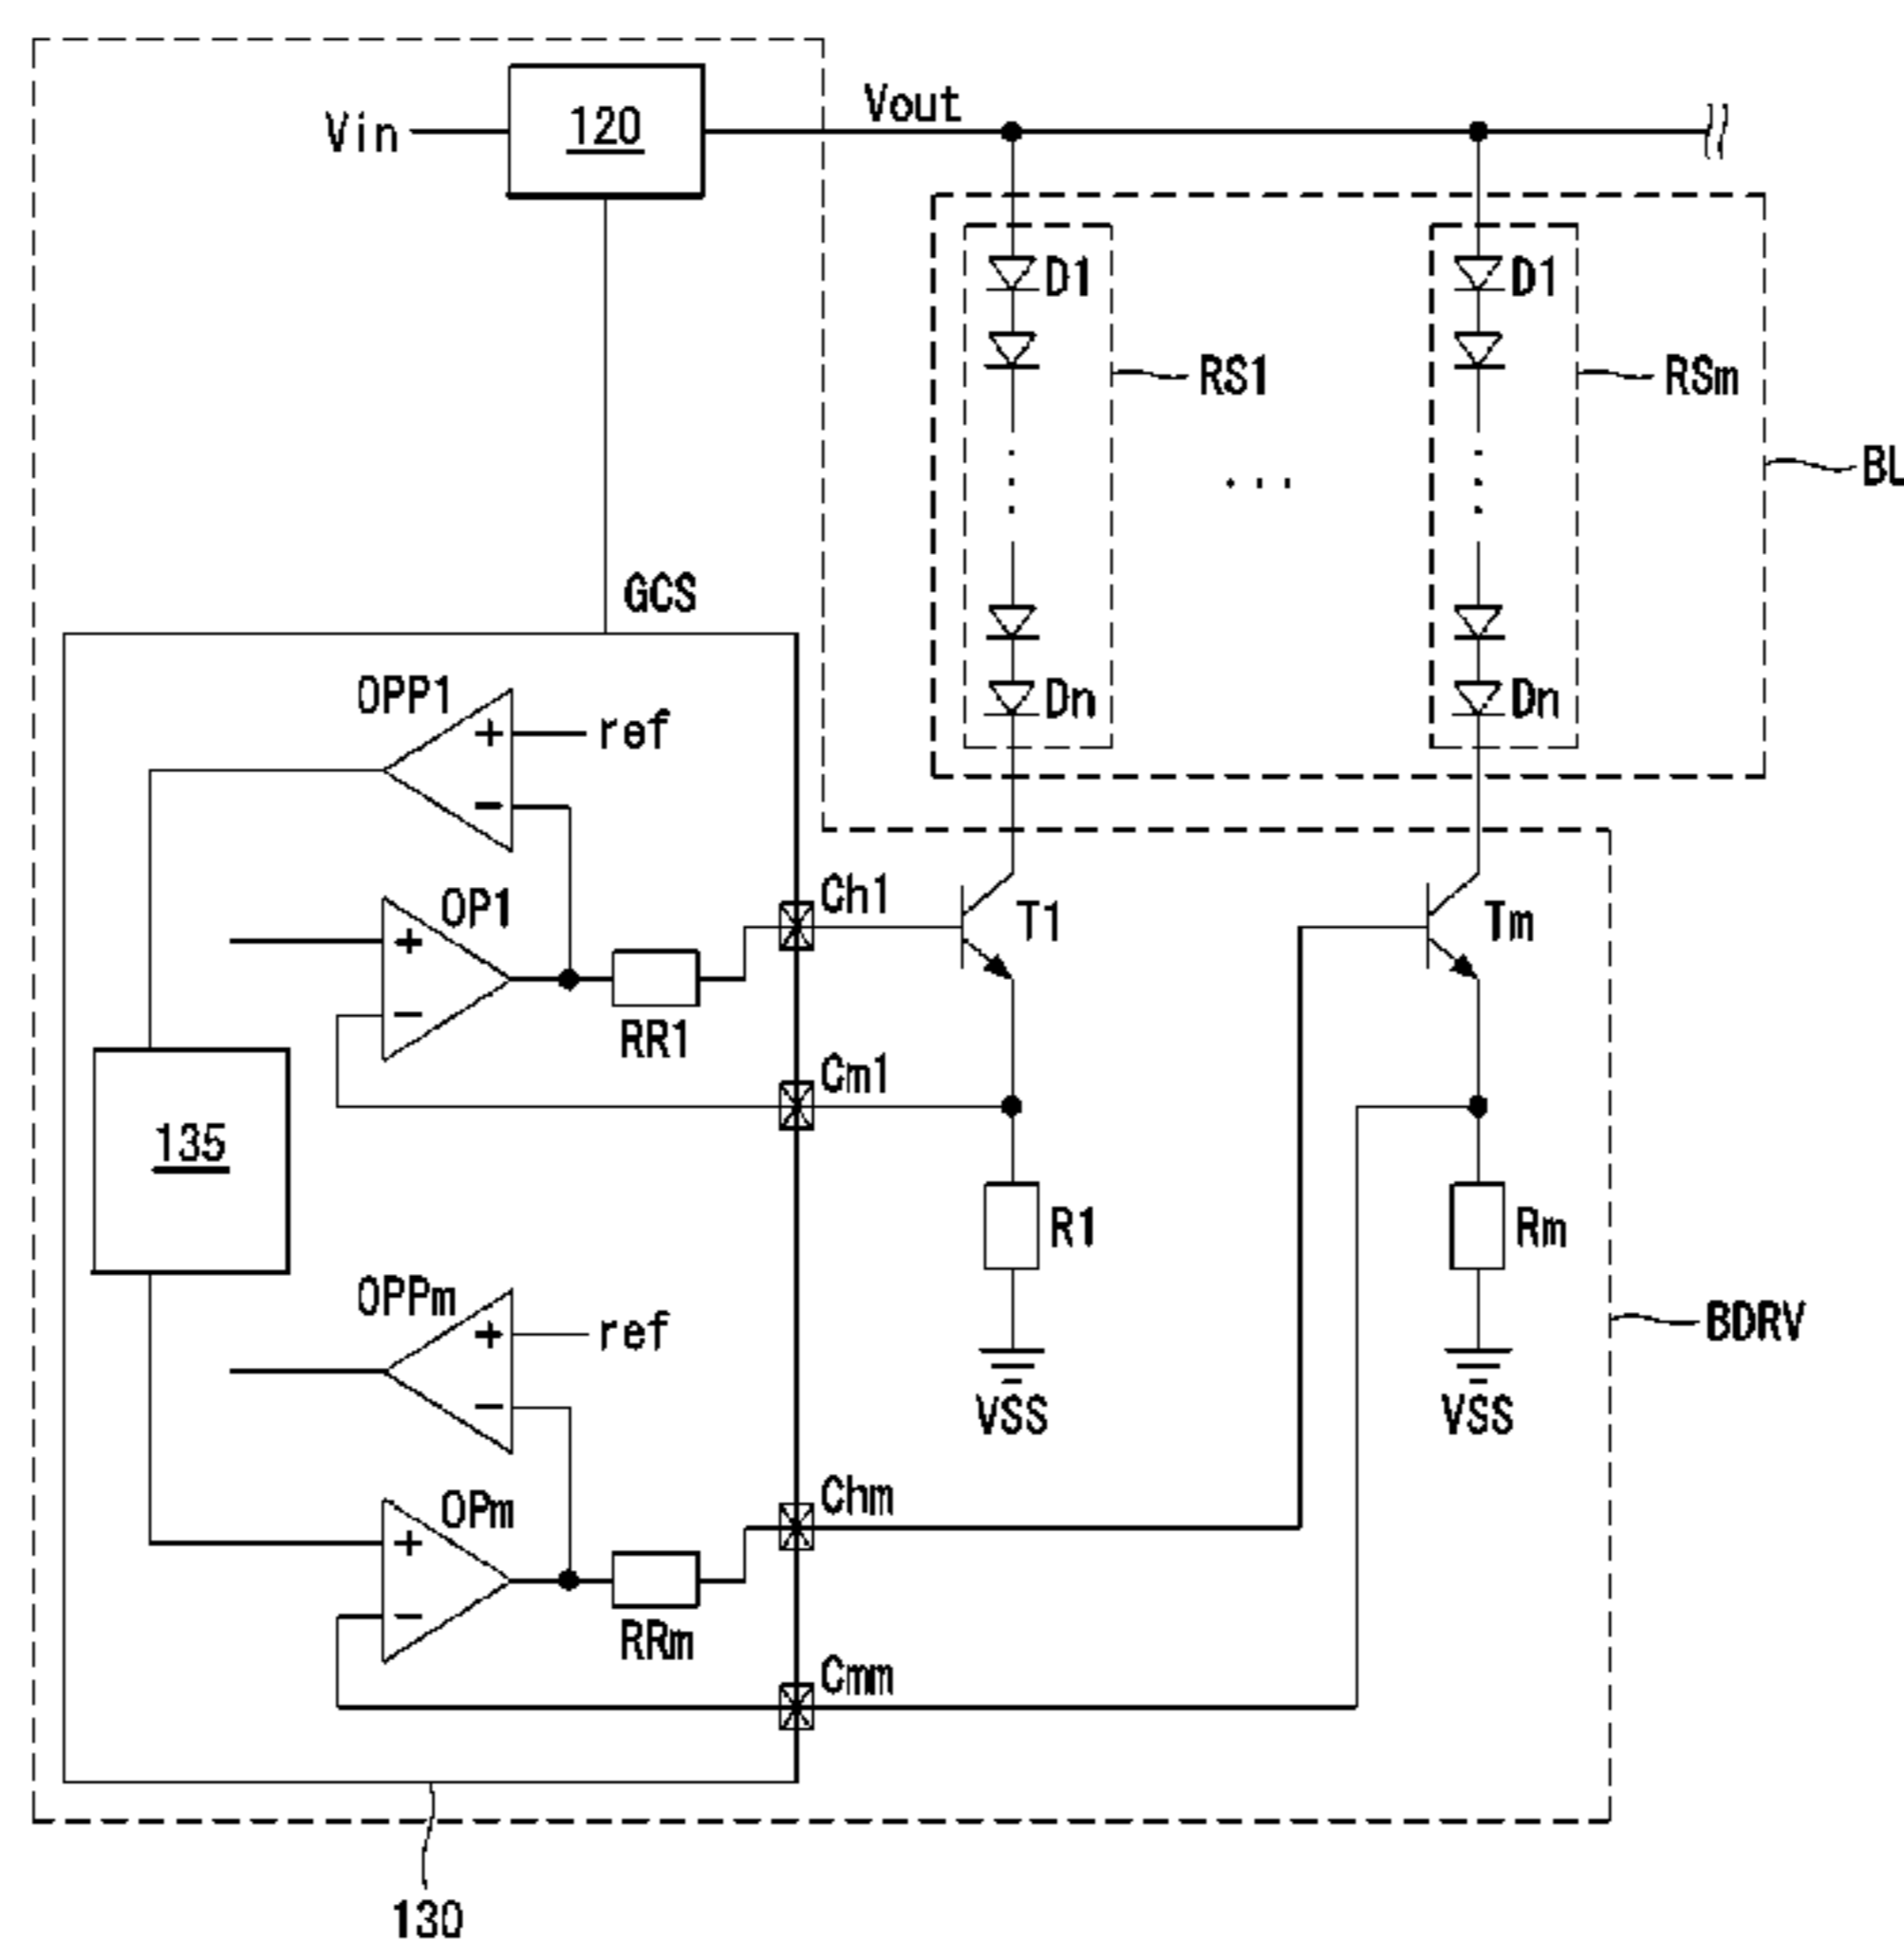 Vin
120
Vout
D1
D1
RS1
RSm
BL
...
GCS
Dn
Dn
OPP1
+
ref
−
OP1
+
−
RR1
Ch1
T1
Tm
Cm1
135
R1
Rm
OPPm
+
ref
−
BDRV
VSS
VSS
OPm
+
−
RRm
Chm
Cmm
130